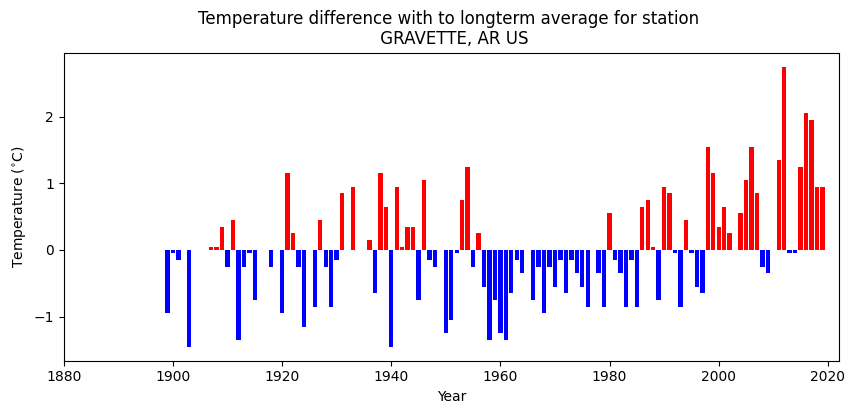 Temperature difference with to longterm average for station
GRAVETTE, AR US
Temperature (°C)
2
1
0
−1
1880 1900 1920 1940 1960 1980 2000 2020
Year